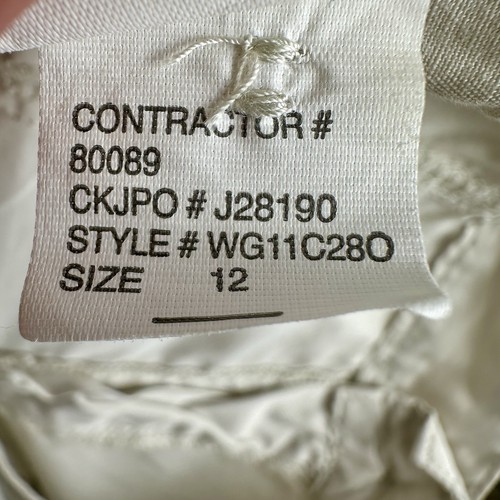 CONTRACTOR #
80089
CKJPO # J28190
STYLE # WG11C28O
SIZE 12